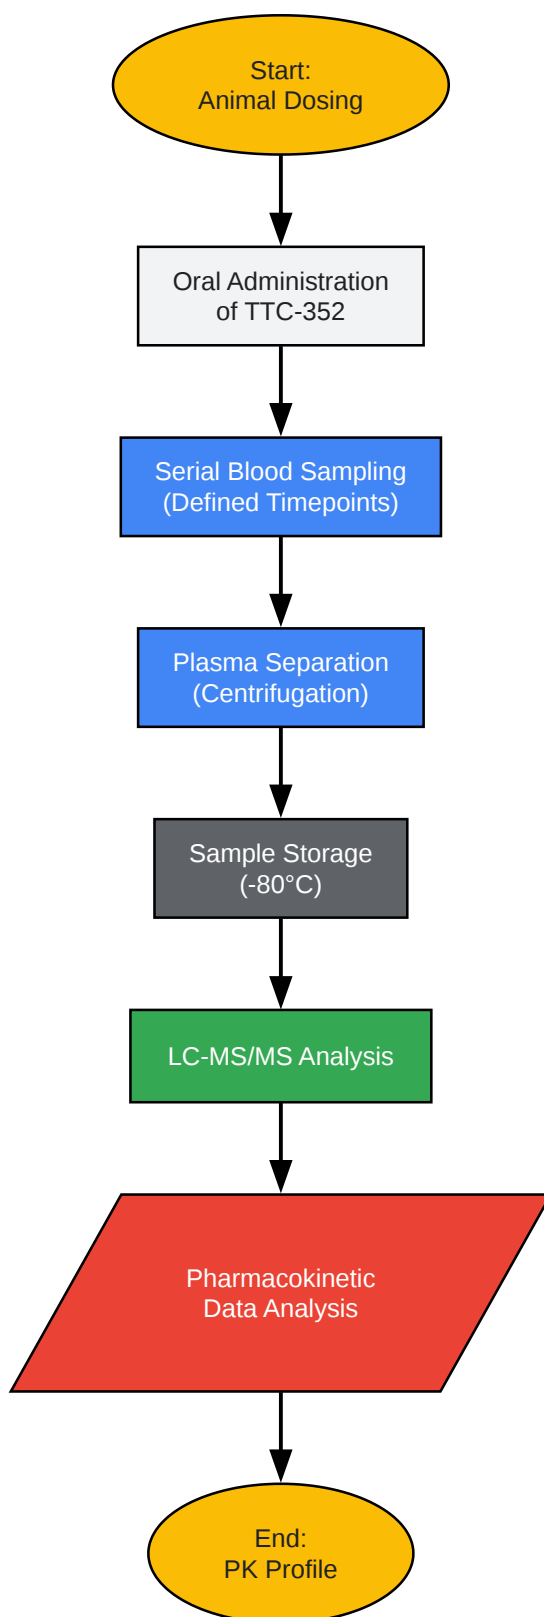 Start:
Animal Dosing
Oral Administration
of TTC-352
Serial Blood Sampling
(Defined Timepoints)
Plasma Separation
(Centrifugation)
Sample Storage
(-80°C)
LC-MS/MS Analysis
Pharmacokinetic
Data Analysis
End:
PK Profile